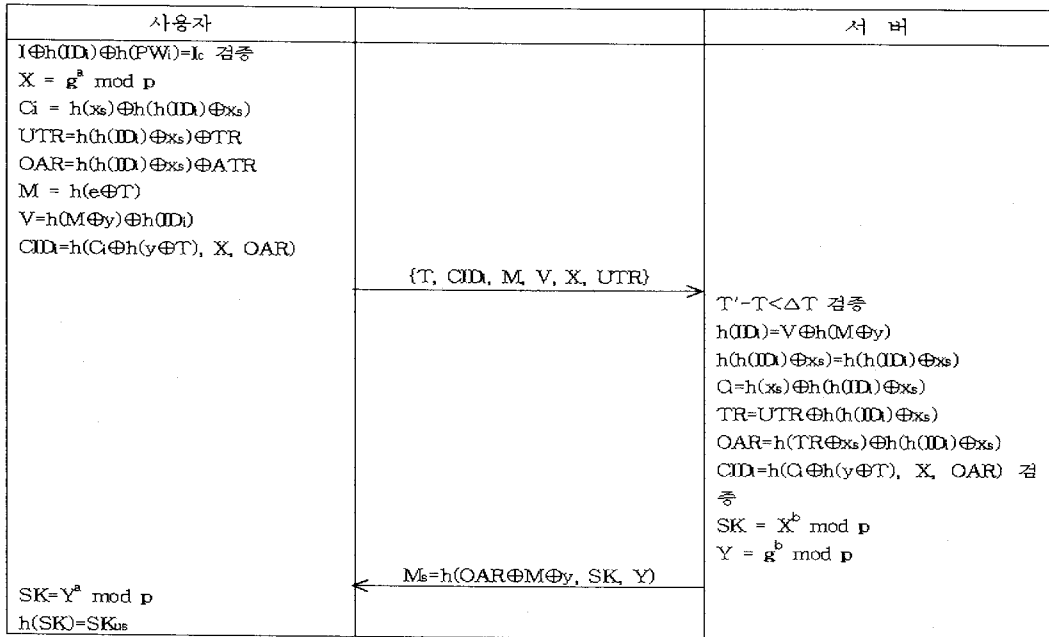 사용자
서 버
I⊕h(IDi)⊕h(PWi)=Ic 검증
X = g^a mod p
Ci = h(xs)⊕h(h(IDi)⊕xs)
UTR=h(h(IDi)⊕xs)⊕TR
OAR=h(h(IDi)⊕xs)⊕ATR
M = h(e⊕T)
V=h(M⊕y)⊕h(IDi)
CIDi=h(Ci⊕h(y⊕T), X, OAR)
{T, CIDi, M, V, X, UTR}
T'-T<△T 검증
h(IDi)=V⊕h(M⊕y)
h(h(IDi)⊕xs)=h(h(IDi)⊕xs)
Ci=h(xs)⊕h(h(IDi)⊕xs)
TR=UTR⊕h(h(IDi)⊕xs)
OAR=h(TR⊕xs)⊕h(h(IDi)⊕xs)
CIDi=h(Ci⊕h(y⊕T), X, OAR) 검
증
SK = X^b mod p
Y = g^b mod p
Ms=h(OAR⊕M⊕y, SK, Y)
SK=Y^a mod p
h(SK)=SKus